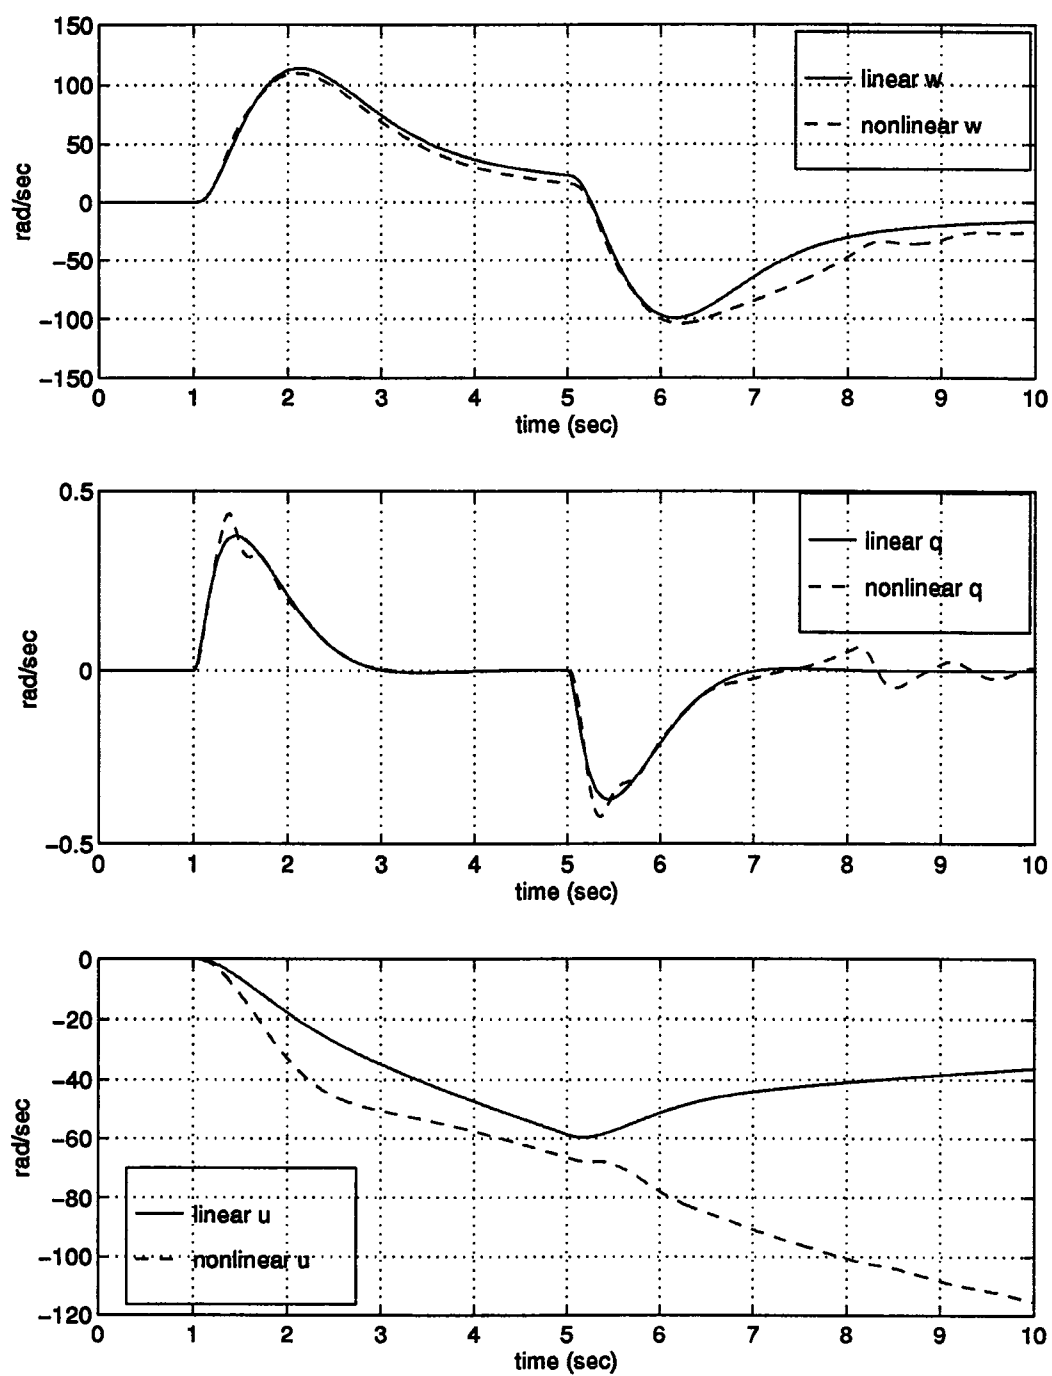 150
100
50
0
−50
−100
−150
rad/sec
linear w
nonlinear w
0 1 2 3 4 5 6 7 8 9 10
time (sec)
0.5
0
−0.5
rad/sec
linear q
nonlinear q
0 1 2 3 4 5 6 7 8 9 10
time (sec)
0
−20
−40
−60
−80
−100
−120
rad/sec
linear u
nonlinear u
0 1 2 3 4 5 6 7 8 9 10
time (sec)